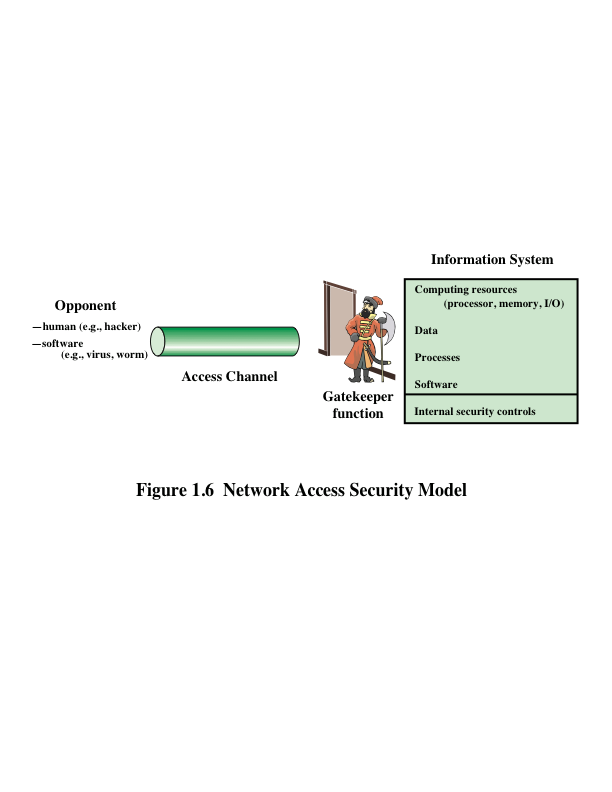 Information System
Computing resources
(processor, memory, I/O)
Data
Processes
Software
Internal security controls
Opponent
—human (e.g., hacker)
—software
(e.g., virus, worm)
Access Channel
Gatekeeper
function
Figure 1.6 Network Access Security Model